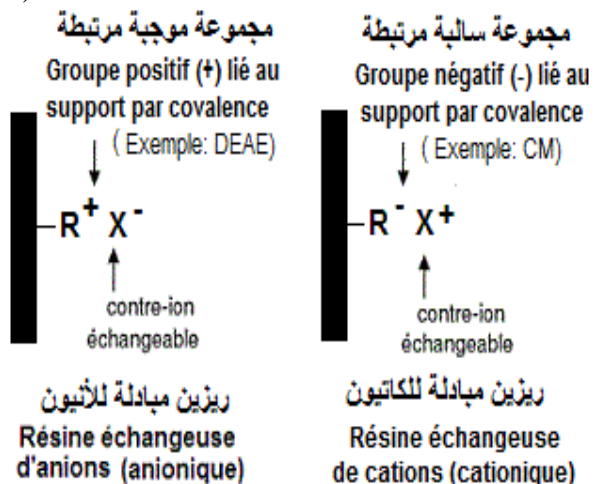 مجموعة موجبة مرتبطة
Groupe positif (+) lié au
support par covalence
( Exemple: DEAE)
R+ X-
contre-ion
échangeable
ريزين مبادلة للأنيون
Résine échangeuse
d'anions (anionique)
مجموعة سالبة مرتبطة
Groupe négatif (-) lié au
support par covalence
( Exemple: CM)
R- X+
contre-ion
échangeable
ريزين مبادلة للكاتيون
Résine échangeuse
de cations (cationique)